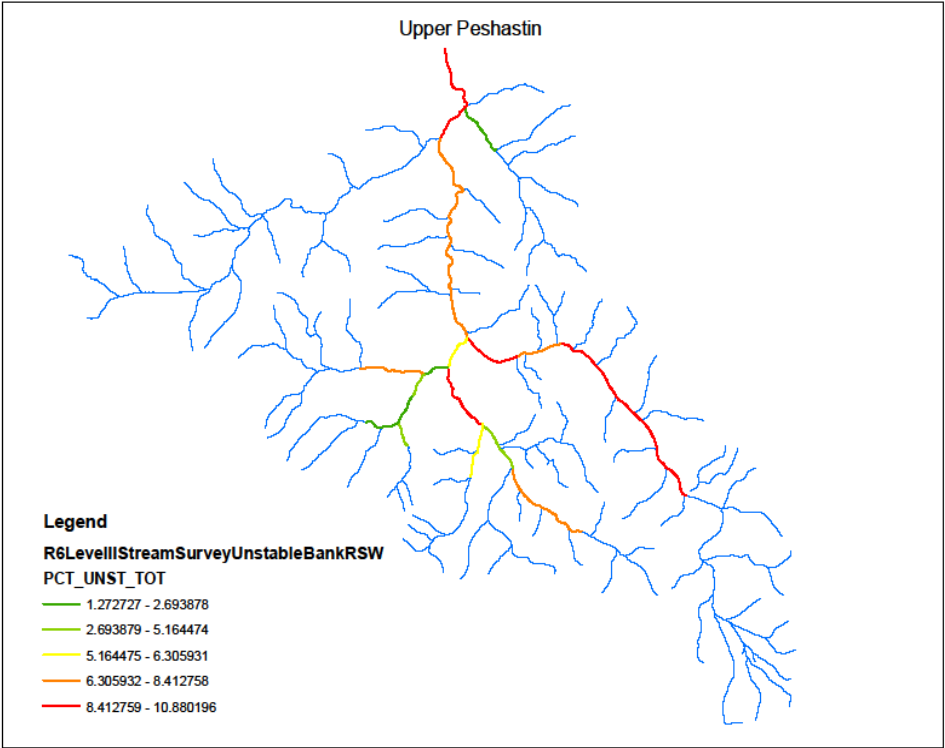 Upper Peshastin
Legend
R6LevelIIStreamSurveyUnstableBankRSW
PCT_UNST_TOT
1.272727 - 2.693878
2.693879 - 5.164474
5.164475 - 6.305931
6.305932 - 8.412758
8.412759 - 10.880196